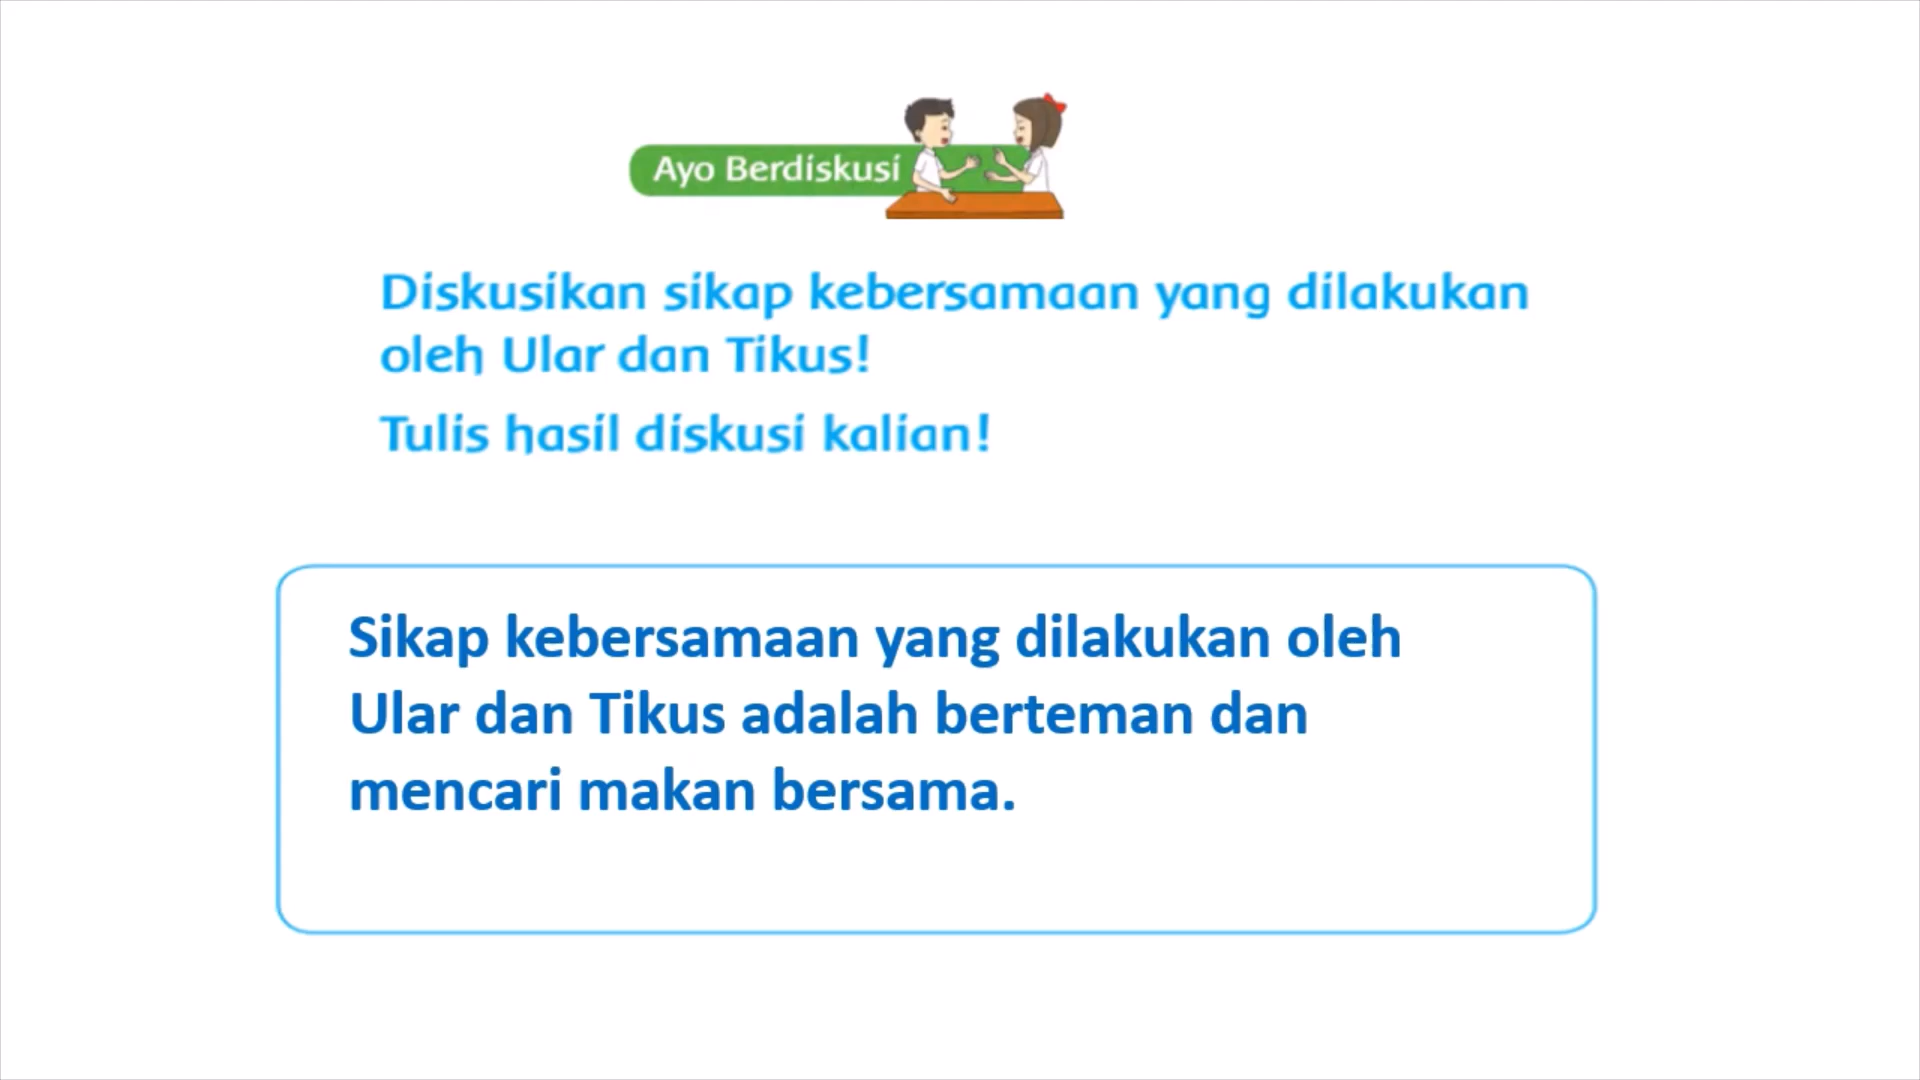 Ayo Berdiskusi
Diskusikan sikap kebersamaan yang dilakukan
oleh Ular dan Tikus!
Tulis hasil diskusi kalian!
Sikap kebersamaan yang dilakukan oleh
Ular dan Tikus adalah berteman dan
mencari makan bersama.